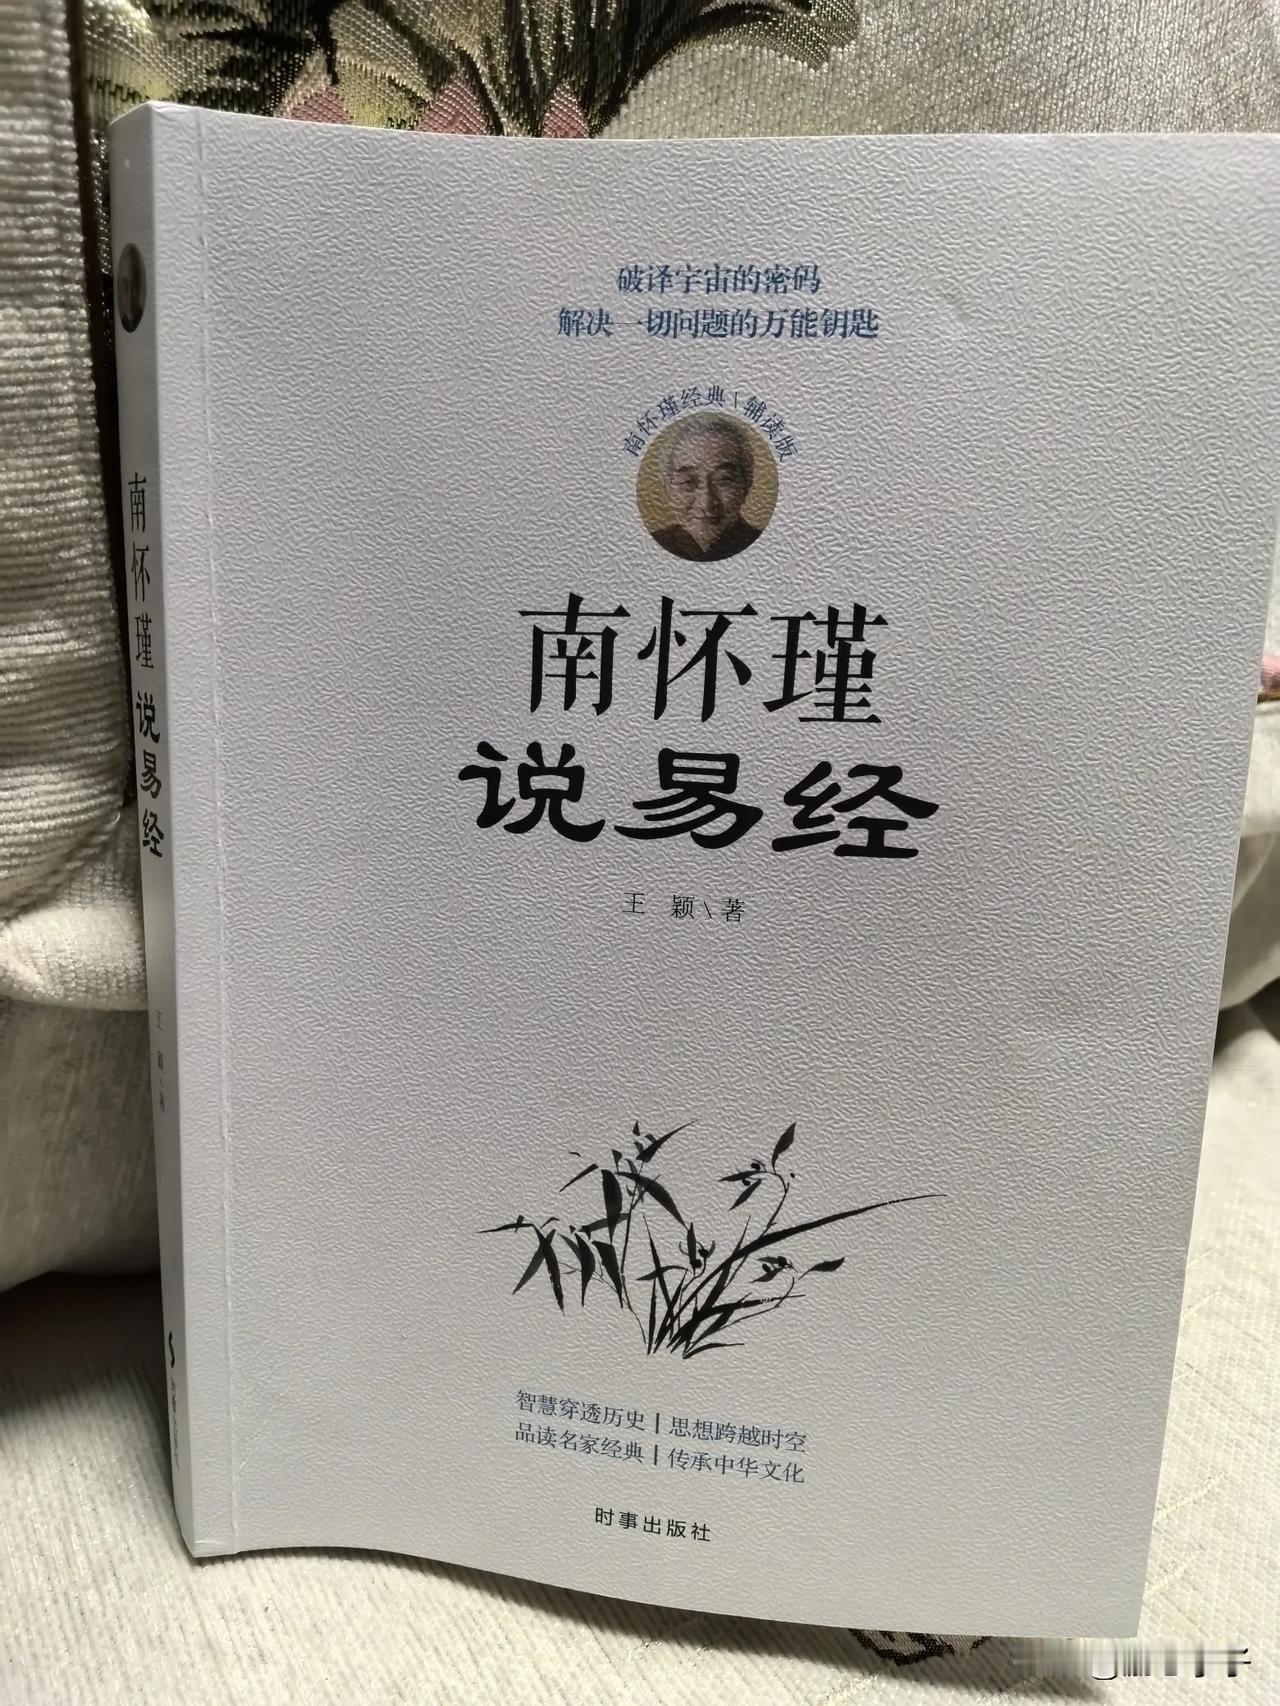 破译宇宙的密码
解决一切问题的万能钥匙
南怀瑾经典\辅读版
南怀瑾
说易经
王 颖\著
智慧穿透历史|思想跨越时空
品读名家经典|传承中华文化
时事出版社
南怀瑾说易经
王 颖\著